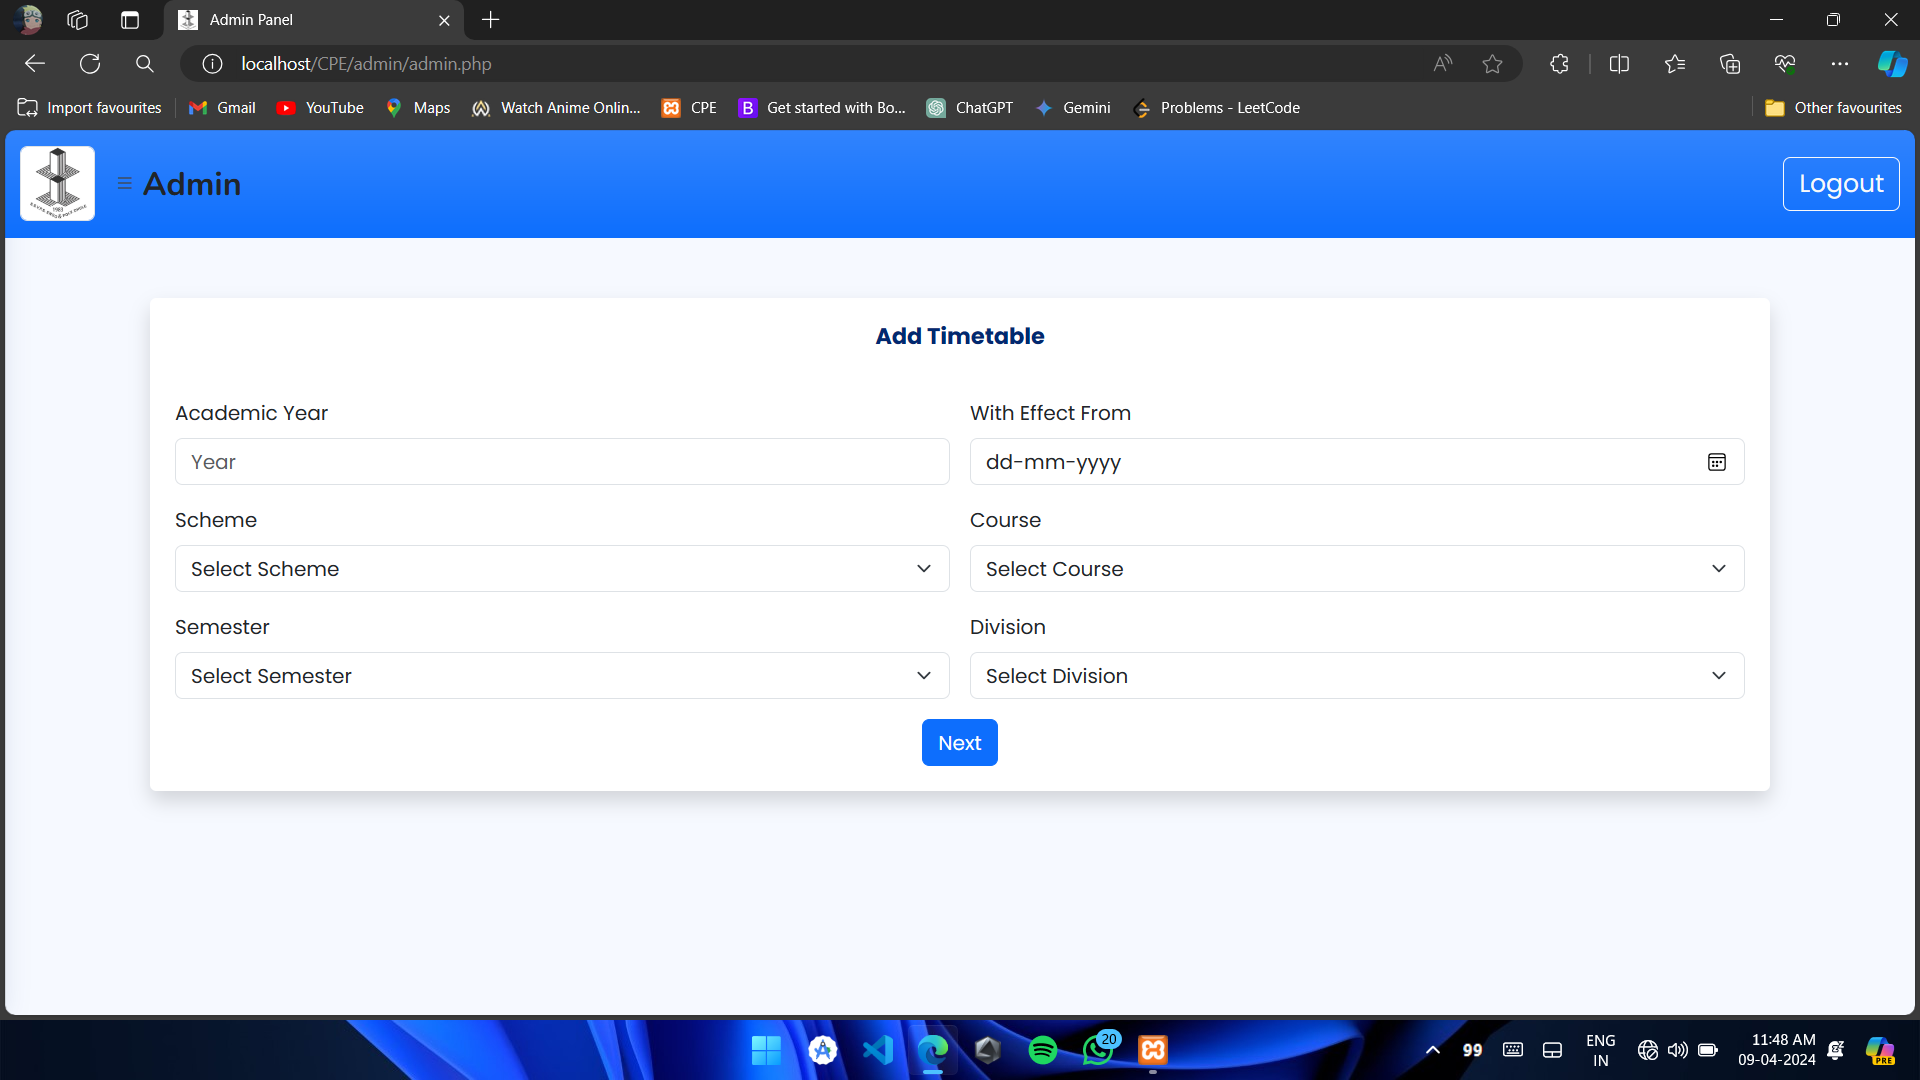 Admin Panel
localhost/CPE/admin/admin.php
Import favourites
Gmail
YouTube
Maps
Watch Anime Onlin...
CPE
Get started with Bo...
ChatGPT
Gemini
Problems - LeetCode
Other favourites
Admin
Logout
Add Timetable
Academic Year
With Effect From
Year
dd-mm-yyyy
Scheme
Course
Select Scheme
Select Course
Semester
Division
Select Semester
Select Division
Next
20
99
ENG
IN
11:48 AM
09-04-2024
PRE